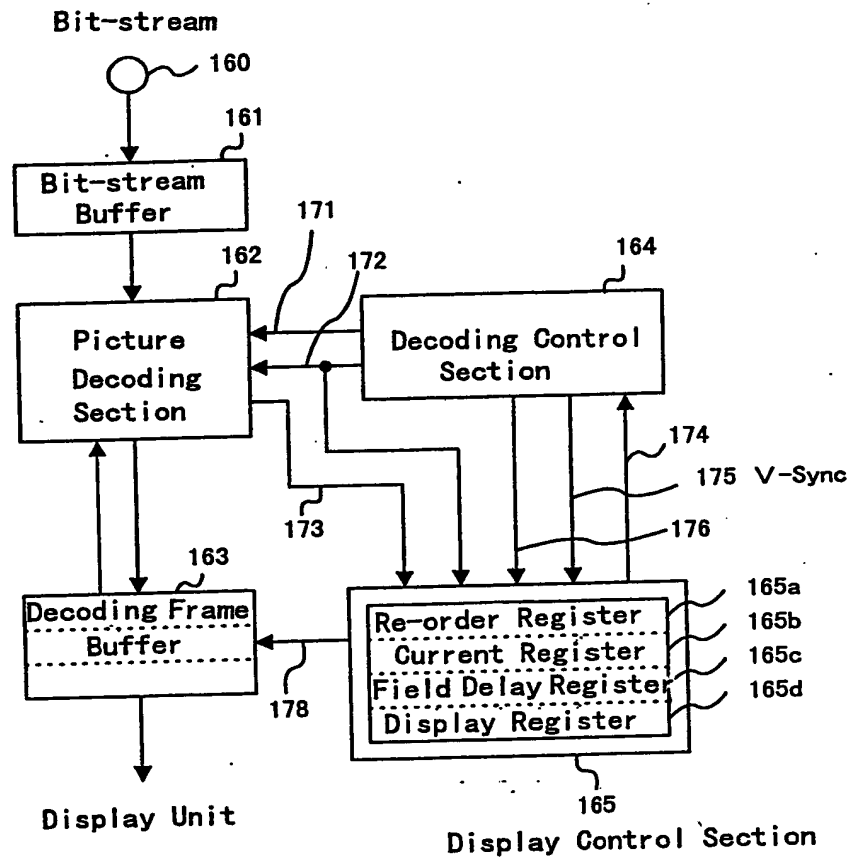 Bit-stream
160
161
Bit-stream
Buffer
171
162
172
164
Picture
Decoding
Section
Decoding Control
Section
174
175 V-Sync
173
176
163
Decoding Frame
Buffer
165a
Re-order Register
165b
Current Register
165c
Field Delay Register
165d
Display Register
178
165
Display Unit
Display Control Section